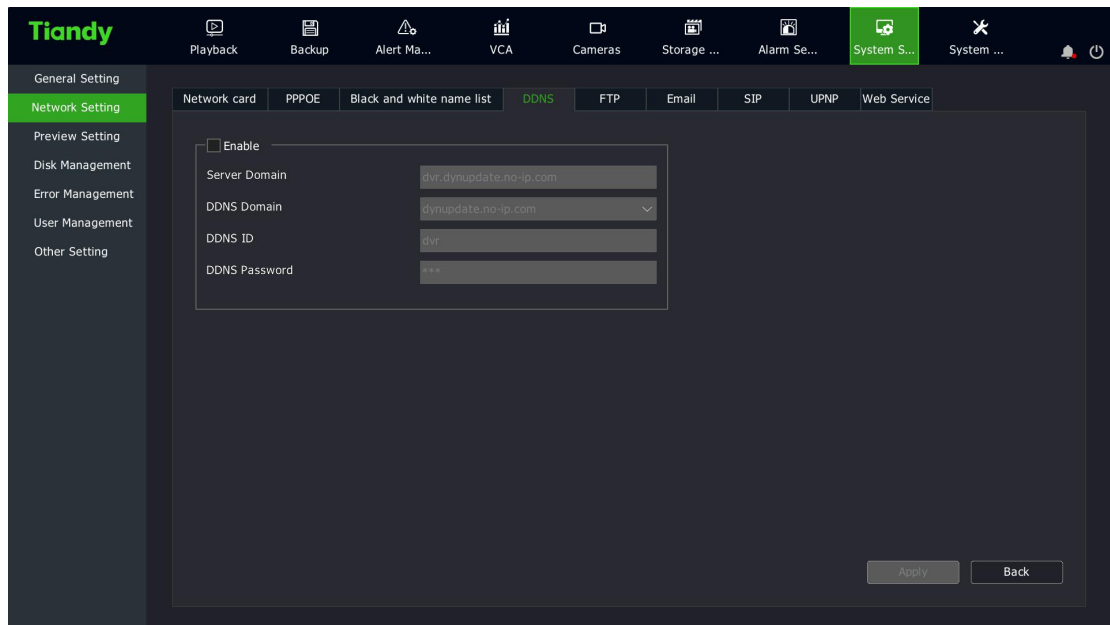 Tiandy
Playback Backup Alert Ma... VCA Cameras Storage ... Alarm Se... System S... System ...
General Setting
Network Setting
Preview Setting
Disk Management
Error Management
User Management
Other Setting
Network card PPPOE Black and white name list DDNS FTP Email SIP UPNP Web Service
Enable
Server Domain dvr.dynupdate.no-ip.com
DDNS Domain dynupdate.no-ip.com
DDNS ID dvr
DDNS Password ***
Apply Back